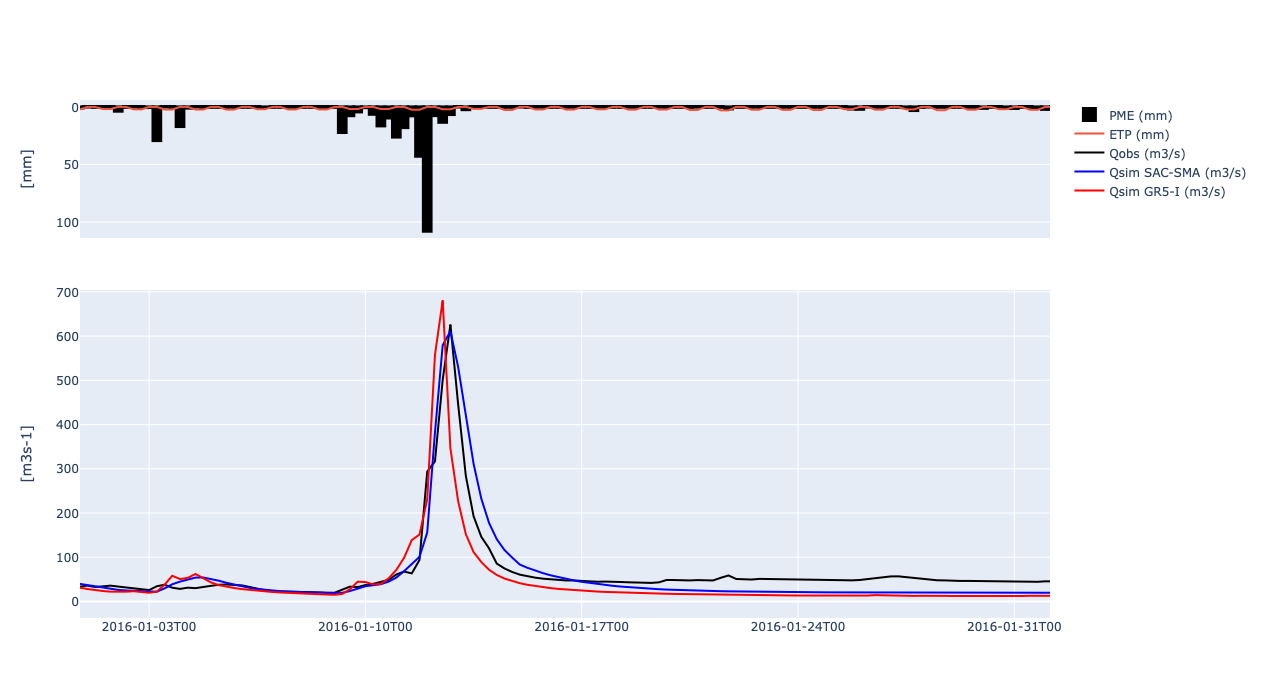 0
50
100
[mm]
PME (mm)
ETP (mm)
Qobs (m3/s)
Qsim SAC-SMA (m3/s)
Qsim GR5-I (m3/s)
700
600
500
400
300
200
100
0
[m3s-1]
2016-01-03T00 2016-01-10T00 2016-01-17T00 2016-01-24T00 2016-01-31T00